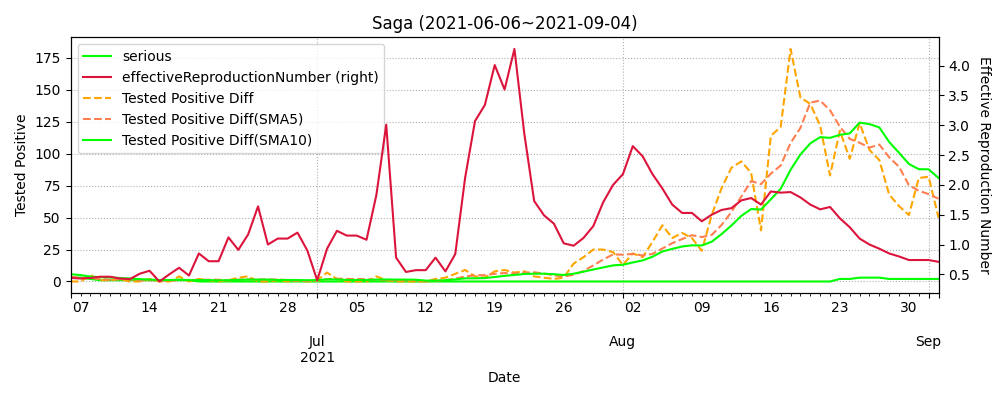 Saga (2021-06-06~2021-09-04)
serious
effectiveReproductionNumber (right)
Tested Positive Diff
Tested Positive Diff(SMA5)
Tested Positive Diff(SMA10)
Tested Positive
175
150
125
100
75
50
25
0
4.0
3.5
3.0
2.5
2.0
1.5
1.0
0.5
Effective Reproduction Number
07 14 21 28 05 12 19 26 02 09 16 23 30
Jul Aug Sep
2021
Date